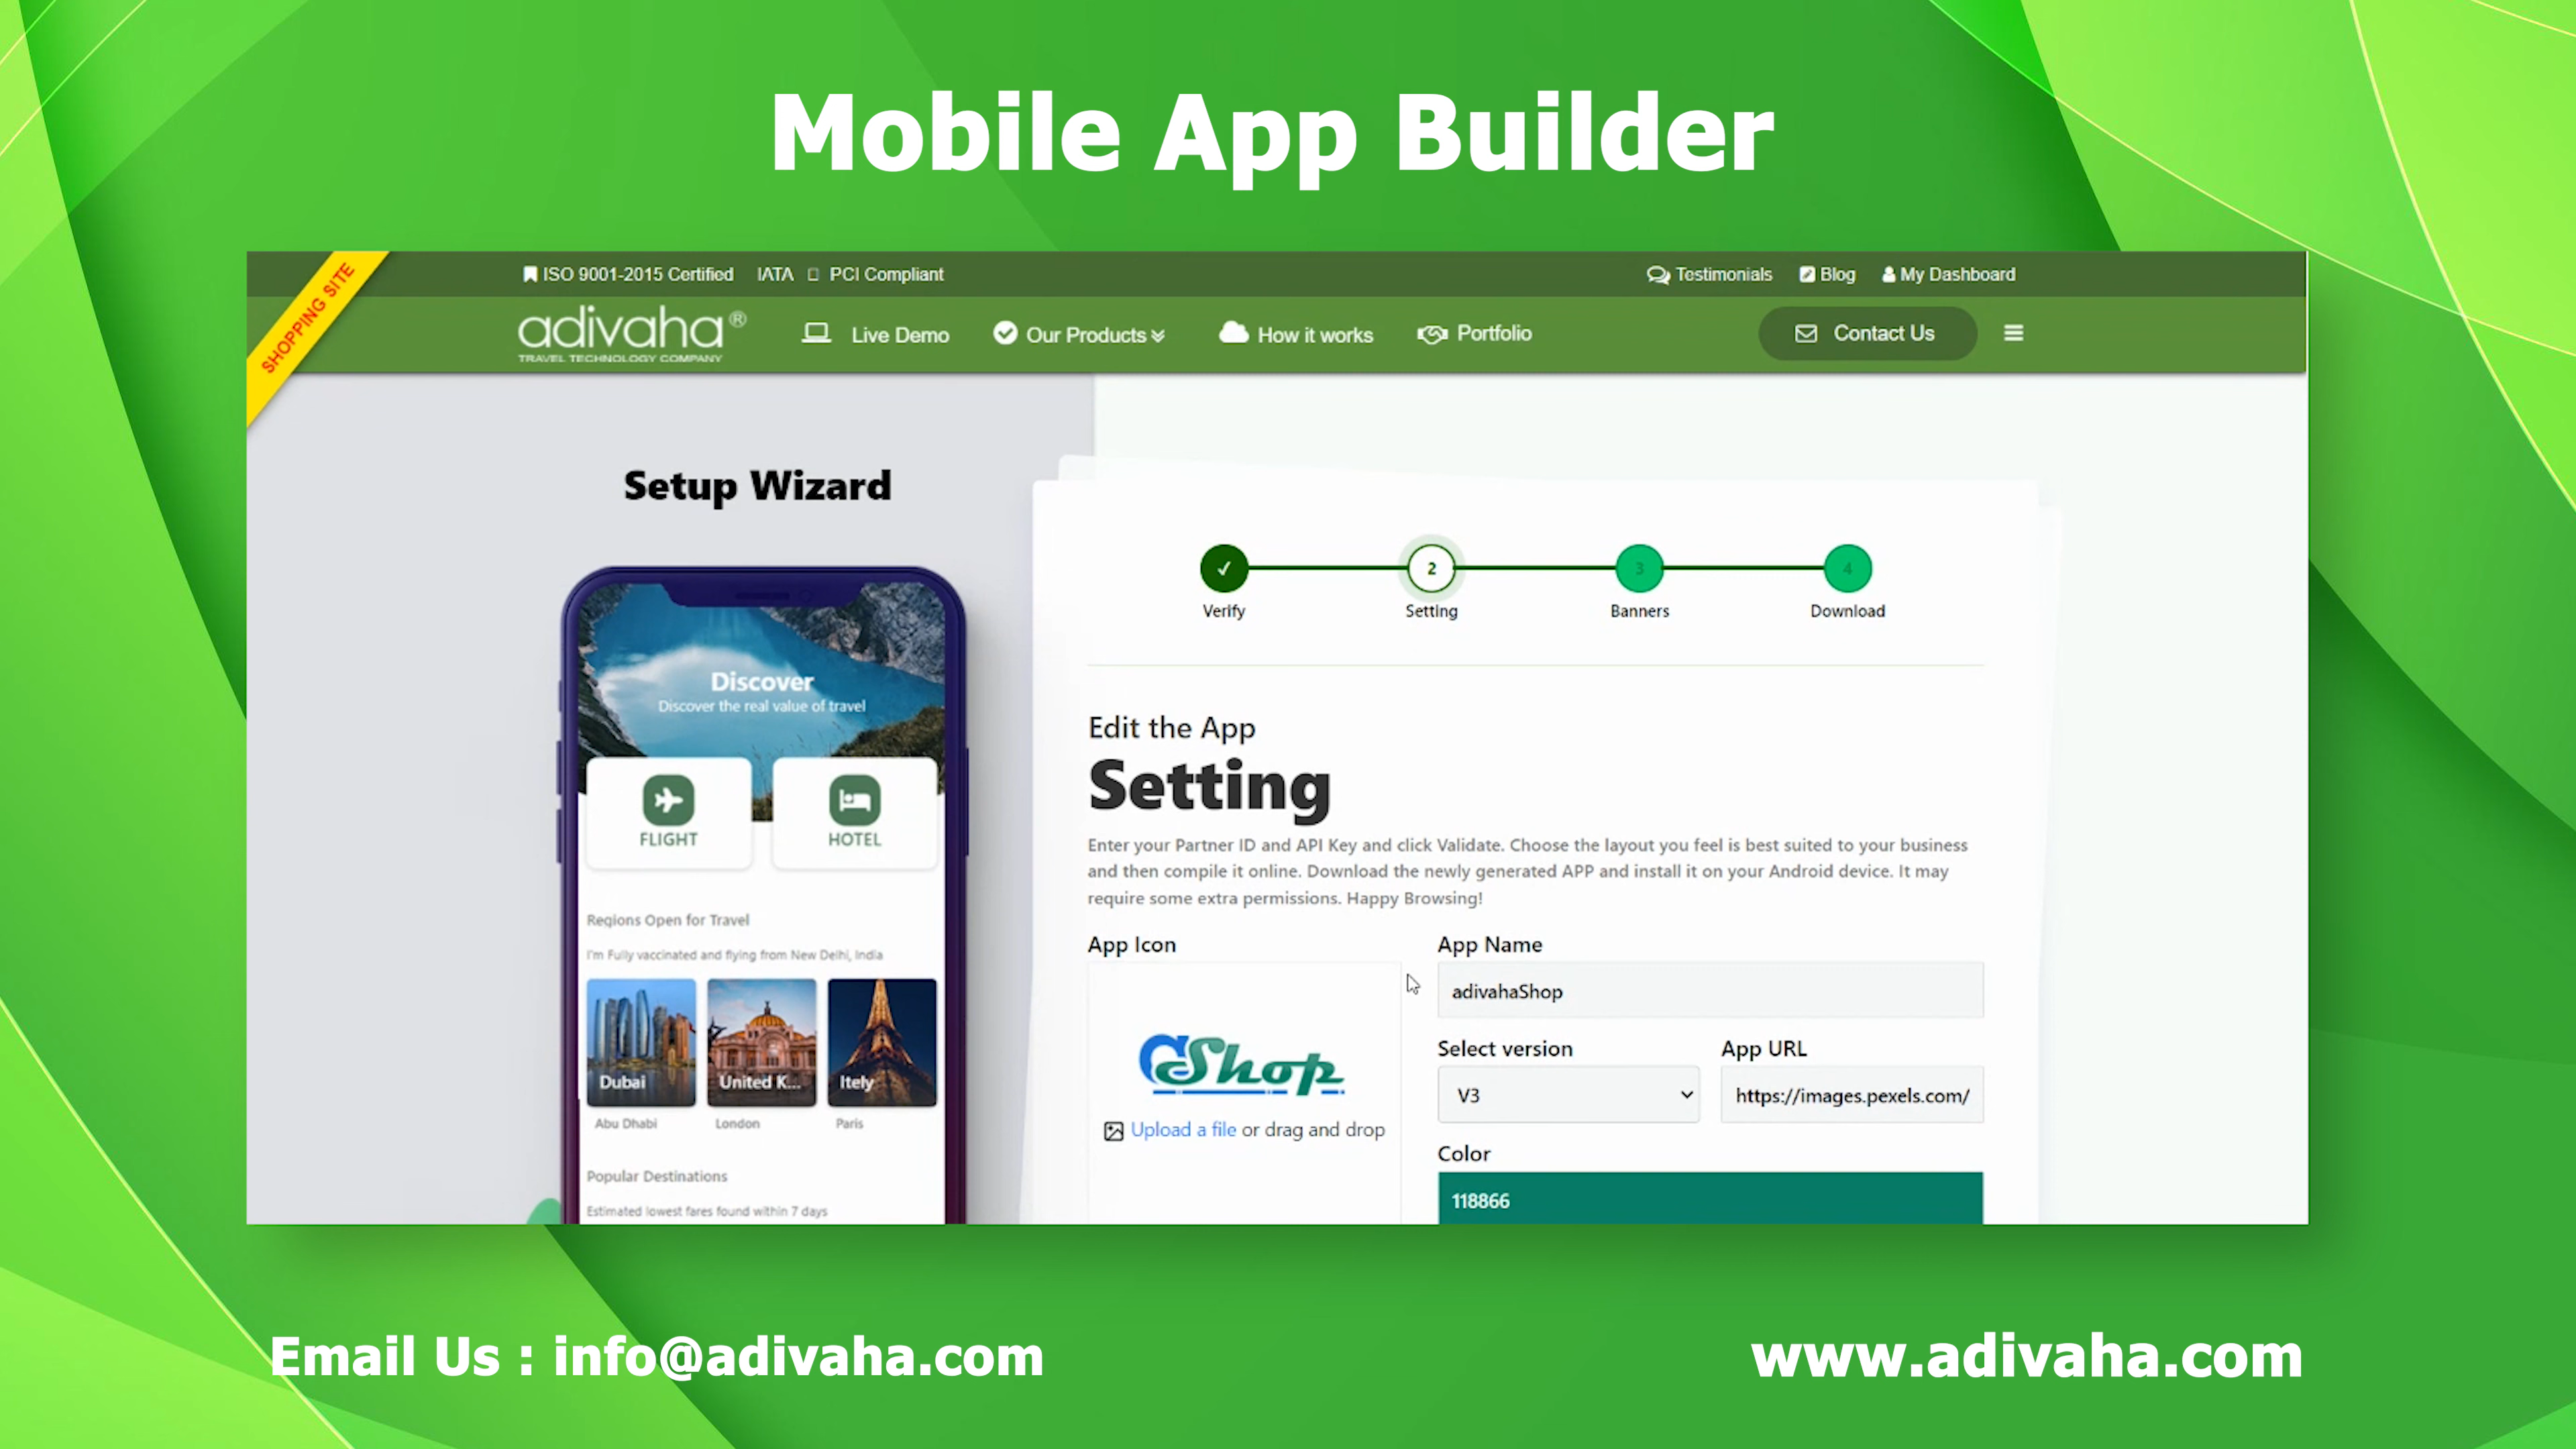 Mobile App Builder
SHOPPING SITE
ISO 9001-2015 Certified IATA PCI Compliant
Testimonials Blog My Dashboard
adivaha®
TRAVEL TECHNOLOGY COMPANY
Live Demo Our Products How it works Portfolio
Contact Us
Setup Wizard
✓ 2 3 4
Verify Setting Banners Download
Discover
Discover the real value of travel
FLIGHT HOTEL
Regions Open for Travel
I'm Fully vaccinated and flying from New Delhi, India
Dubai United K... Itely
Abu Dhabi London Paris
Popular Destinations
Estimated lowest fares found within 7 days
Edit the App
Setting
Enter your Partner ID and API Key and click Validate. Choose the layout you feel is best suited to your business
and then compile it online. Download the newly generated APP and install it on your Android device. It may
require some extra permissions. Happy Browsing!
App Icon
Shop
Upload a file or drag and drop
App Name
adivahaShop
Select version App URL
V3 https://images.pexels.com/
Color
118866
Email Us : info@adivaha.com
www.adivaha.com